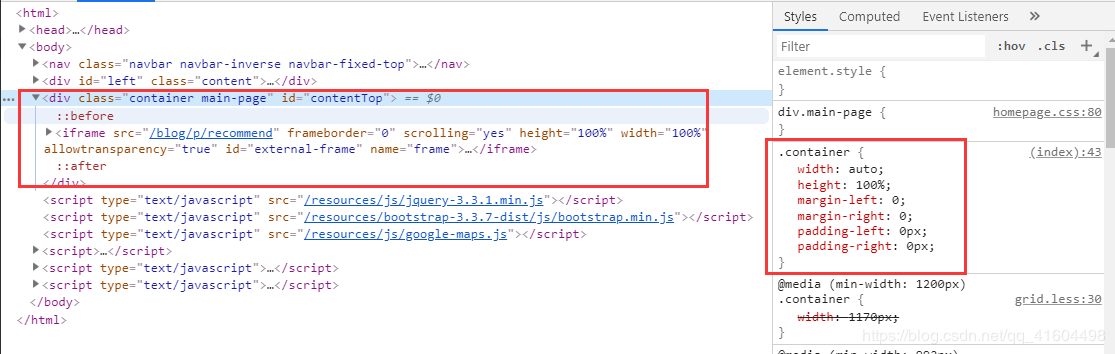 <html>
<head>…</head>
<body>
<nav class="navbar navbar-inverse navbar-fixed-top">…</nav>
<div id="left" class="content">…</div>
… <div class="container main-page" id="contentTop"> == $0
::before
<iframe src="/blog/p/recommend" frameborder="0" scrolling="yes" height="100%" width="100%"
allowtransparency="true" id="external-frame" name="frame">…</iframe>
::after
</div>
<script type="text/javascript" src="/resources/js/jquery-3.3.1.min.js"></script>
<script type="text/javascript" src="/resources/bootstrap-3.3.7-dist/js/bootstrap.min.js"></script>
<script type="text/javascript" src="/resources/js/google-maps.js"></script>
<script>…</script>
<script type="text/javascript">…</script>
<script type="text/javascript">…</script>
</body>
</html>
Styles Computed Event Listeners »
Filter :hov .cls +
element.style {
}
div.main-page { homepage.css:80
}
.container { (index):43
width: auto;
height: 100%;
margin-left: 0;
margin-right: 0;
padding-left: 0px;
padding-right: 0px;
}
@media (min-width: 1200px)
.container { grid.less:30
width: 1170px;
}
https://blog.csdn.net/qq_41604498